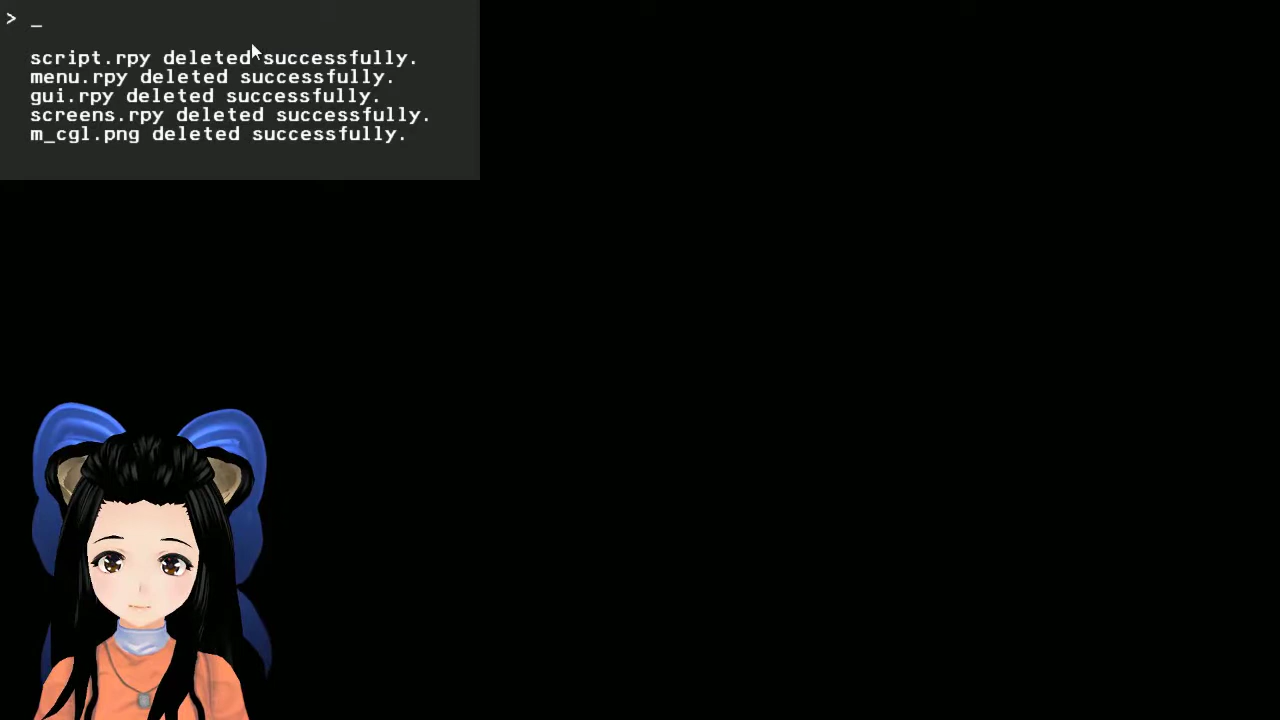 > _
script.rpy deleted successfully.
menu.rpy deleted successfully.
gui.rpy deleted successfully.
screens.rpy deleted successfully.
m_cgl.png deleted successfully.